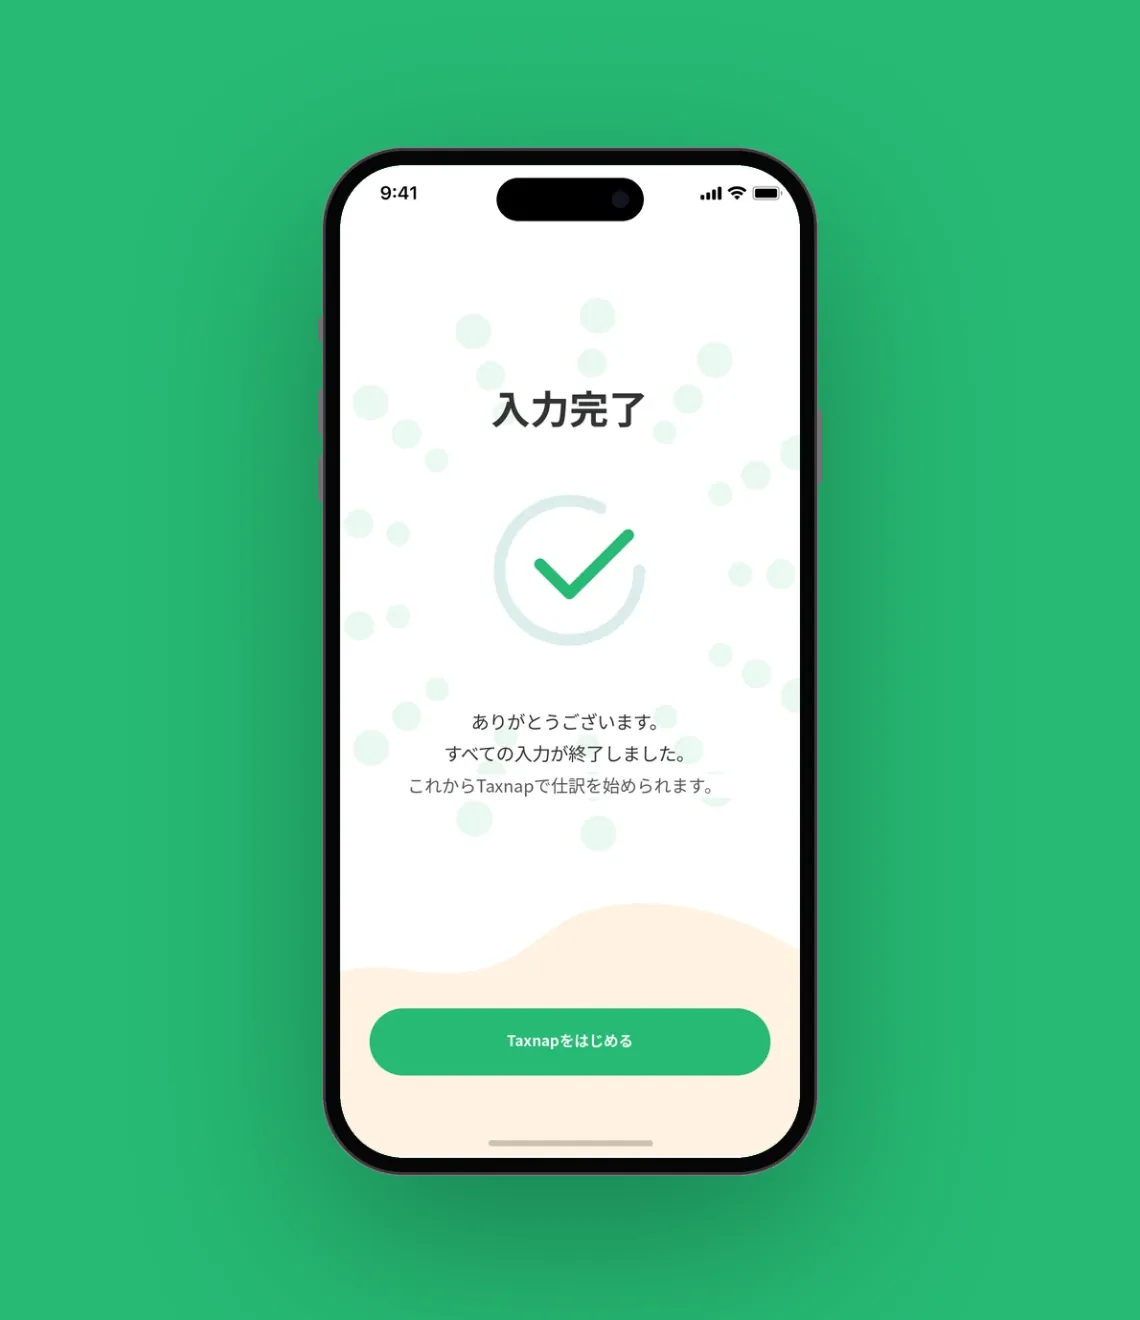 9:41
入力完了
ありがとうございます。
すべての入力が終了しました。
これからTaxnapで仕訳を始められます。
Taxnapをはじめる